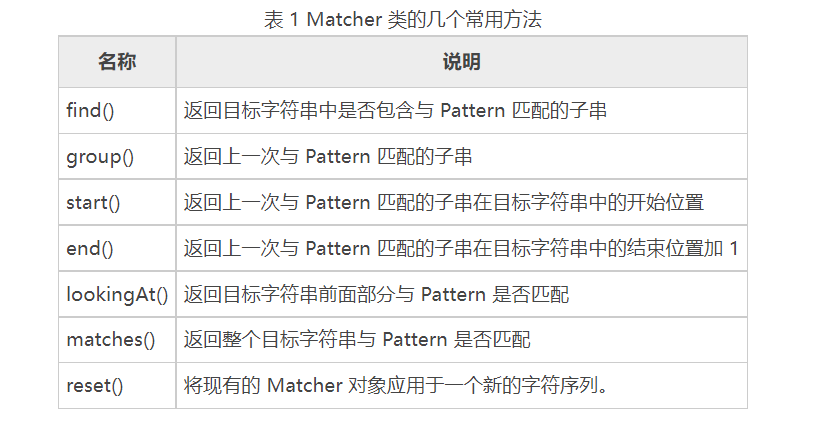 表 1 Matcher 类的几个常用方法
名称 说明
find() 返回目标字符串中是否包含与 Pattern 匹配的子串
group() 返回上一次与 Pattern 匹配的子串
start() 返回上一次与 Pattern 匹配的子串在目标字符串中的开始位置
end() 返回上一次与 Pattern 匹配的子串在目标字符串中的结束位置加 1
lookingAt() 返回目标字符串前面部分与 Pattern 是否匹配
matches() 返回整个目标字符串与 Pattern 是否匹配
reset() 将现有的 Matcher 对象应用于一个新的字符序列。